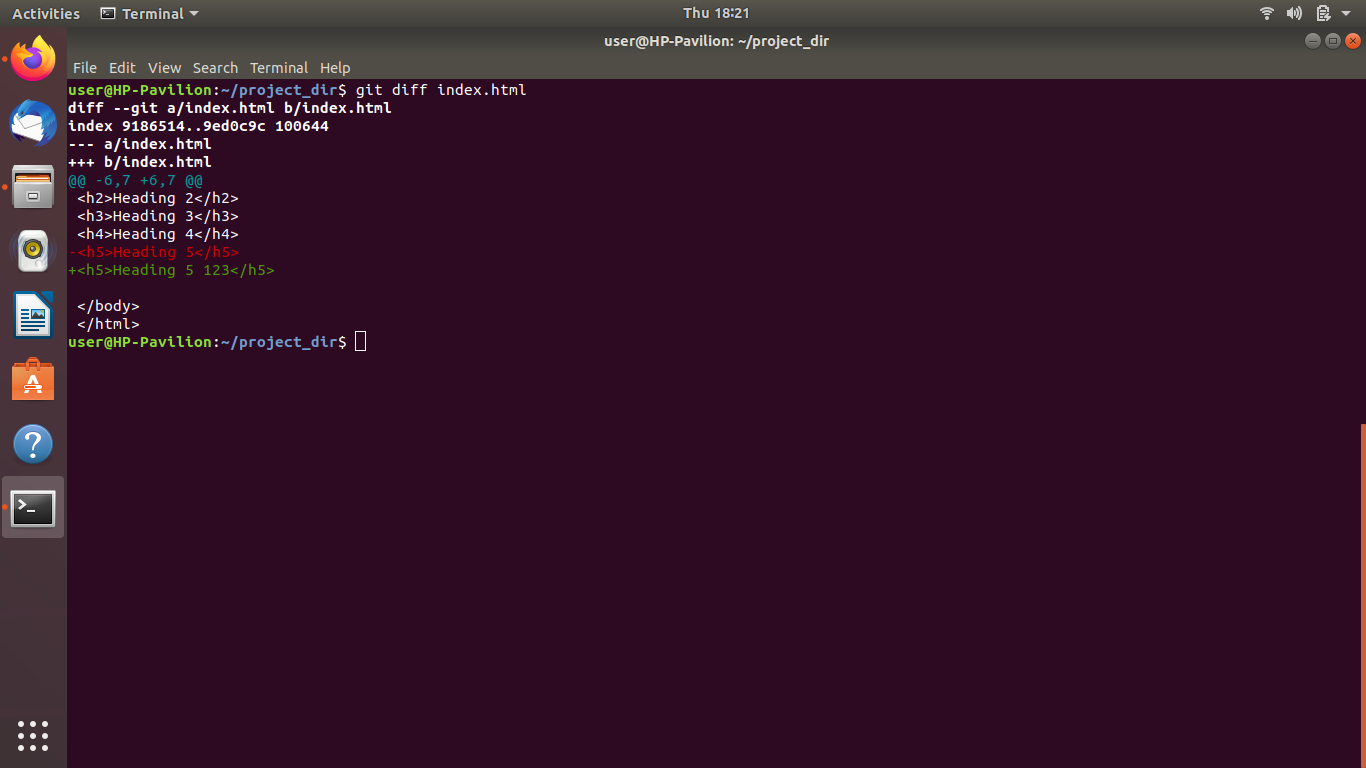 Activities Terminal Thu 18:21
user@HP-Pavilion: ~/project_dir
File Edit View Search Terminal Help
user@HP-Pavilion:~/project_dir$ git diff index.html
diff --git a/index.html b/index.html
index 9186514..9ed0c9c 100644
--- a/index.html
+++ b/index.html
@@ -6,7 +6,7 @@
 <h2>Heading 2</h2>
 <h3>Heading 3</h3>
 <h4>Heading 4</h4>
-<h5>Heading 5</h5>
+<h5>Heading 5 123</h5>
 </body>
 </html>
user@HP-Pavilion:~/project_dir$